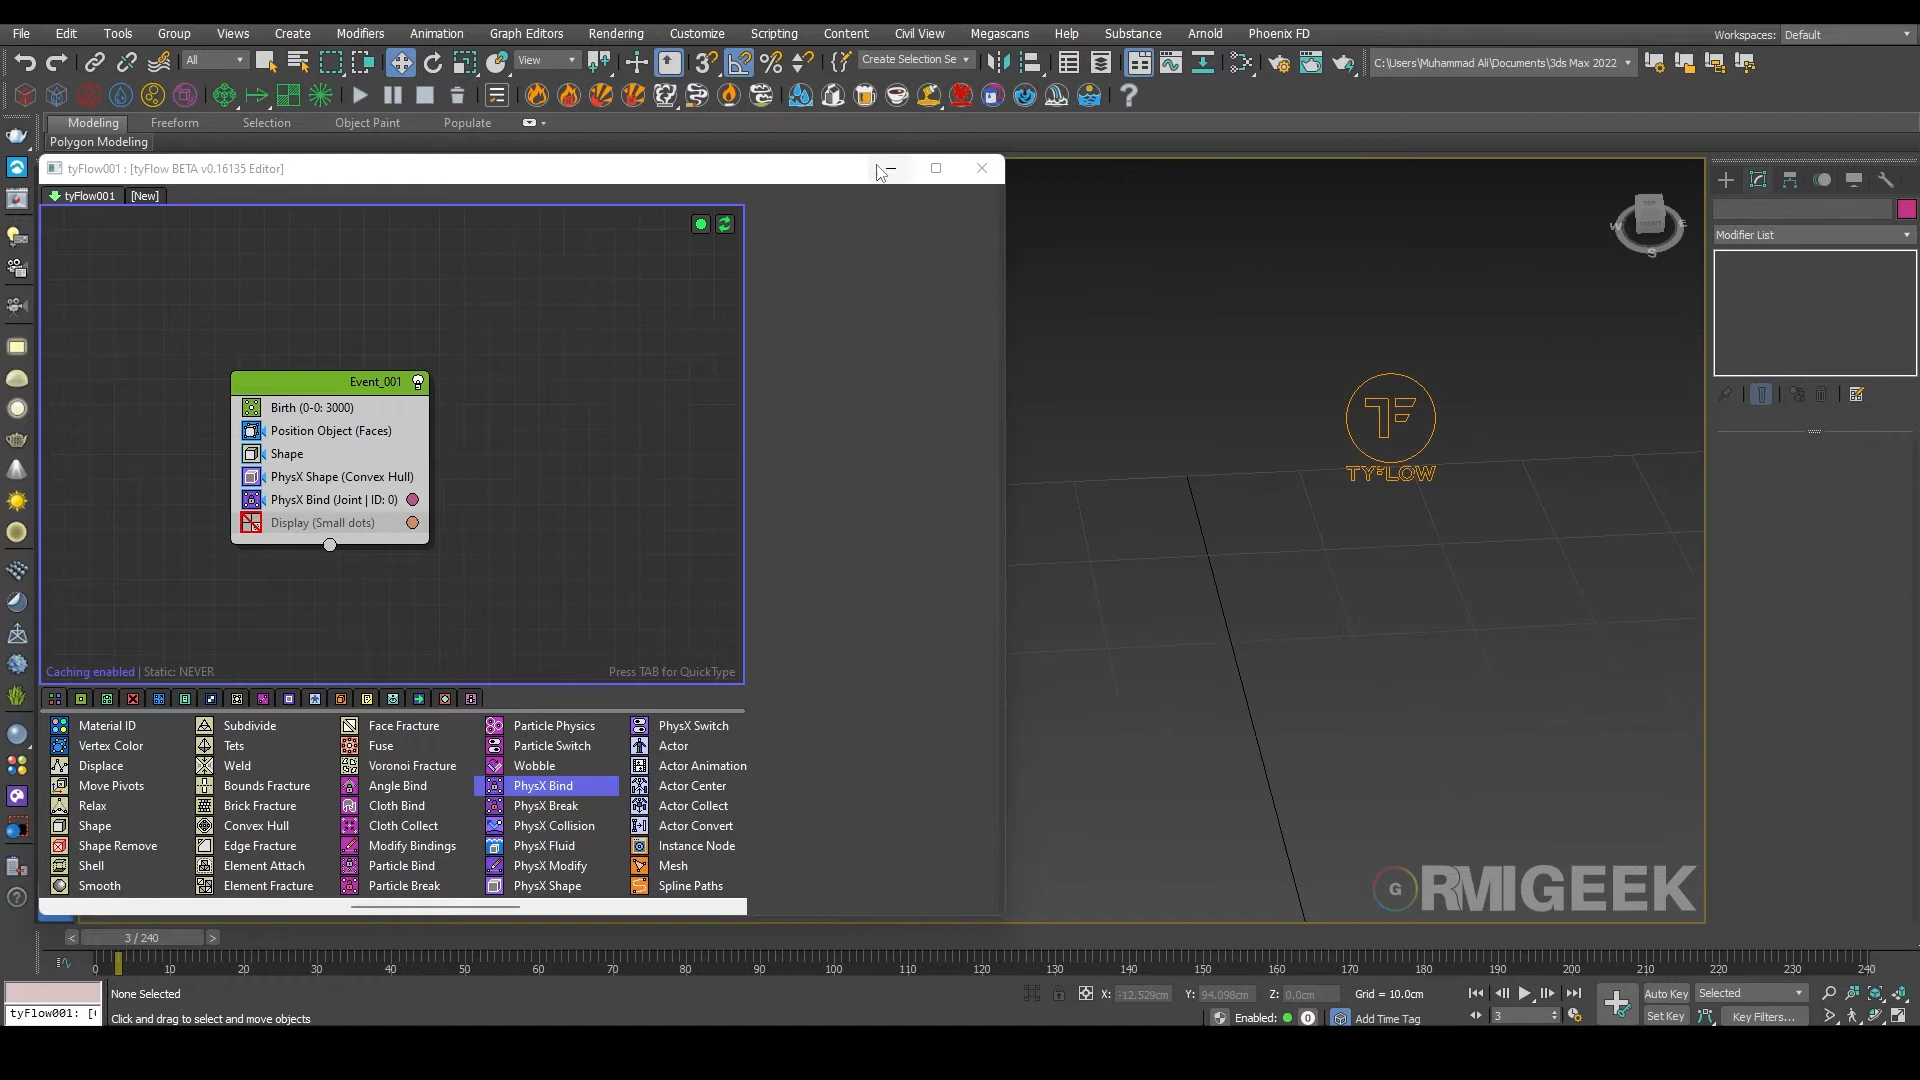 File Edit Tools Group Views Create Modifiers Animation Graph Editors Rendering Customize Scripting Content Civil View Megascans Help Substance Arnold Phoenix FD Workspaces: Default
All View Create Selection Se C:\Users\Muhammad Ali\Documents\3ds Max 2022
Modeling Freeform Selection Object Paint Populate
Polygon Modeling
tyFlow001 : [tyFlow BETA v0.16135 Editor]
tyFlow001 [New]
TOP
FRONT
W
S
Modifier List
Event_001
Birth (0-0: 3000)
Position Object (Faces)
Shape
PhysX Shape (Convex Hull)
PhysX Bind (Joint | ID: 0)
Display (Small dots)
TF
TYFLOW
Caching enabled | Static: NEVER Press TAB for QuickType
Material ID Subdivide Face Fracture Particle Physics PhysX Switch
Vertex Color Tets Fuse Particle Switch Actor
Displace Weld Voronoi Fracture Wobble Actor Animation
Move Pivots Bounds Fracture Angle Bind PhysX Bind Actor Center
Relax Brick Fracture Cloth Bind PhysX Break Actor Collect
Shape Convex Hull Cloth Collect PhysX Collision Actor Convert
Shape Remove Edge Fracture Modify Bindings PhysX Fluid Instance Node
Shell Element Attach Particle Bind PhysX Modify Mesh
Smooth Element Fracture Particle Break PhysX Shape Spline Paths
G RMIGEEK
< 3 / 240 >
0 10 20 30 40 50 60 70 80 90 100 110 120 130 140 150 160 170 180 190 200 210 220 230 240
None Selected X: -12.529cm Y: 94.098cm Z: 0.0cm Grid = 10.0cm Auto Key Selected
tyFlow001: [ Click and drag to select and move objects Enabled: 0 Add Time Tag 3 Set Key Key Filters...